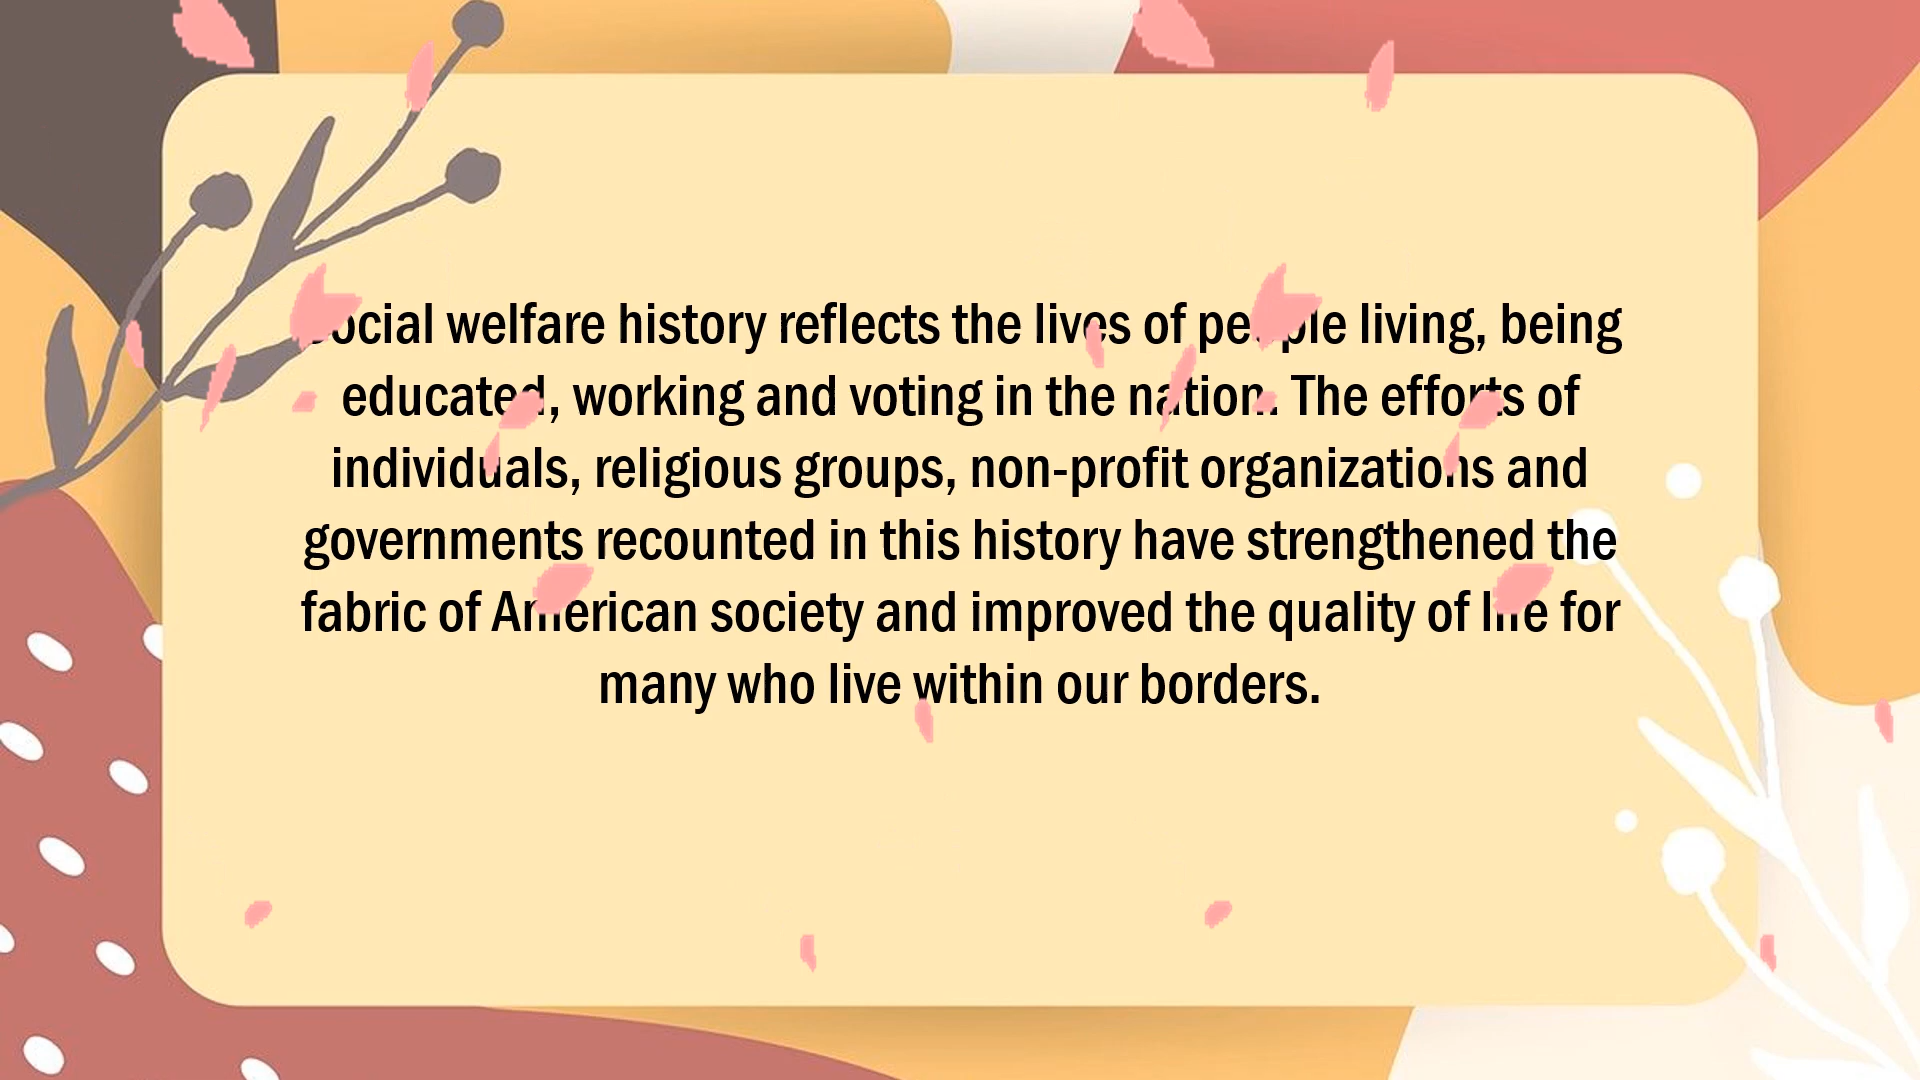 Social welfare history reflects the lives of people living, being
educated, working and voting in the nation. The efforts of
individuals, religious groups, non-profit organizations and
governments recounted in this history have strengthened the
fabric of American society and improved the quality of life for
many who live within our borders.